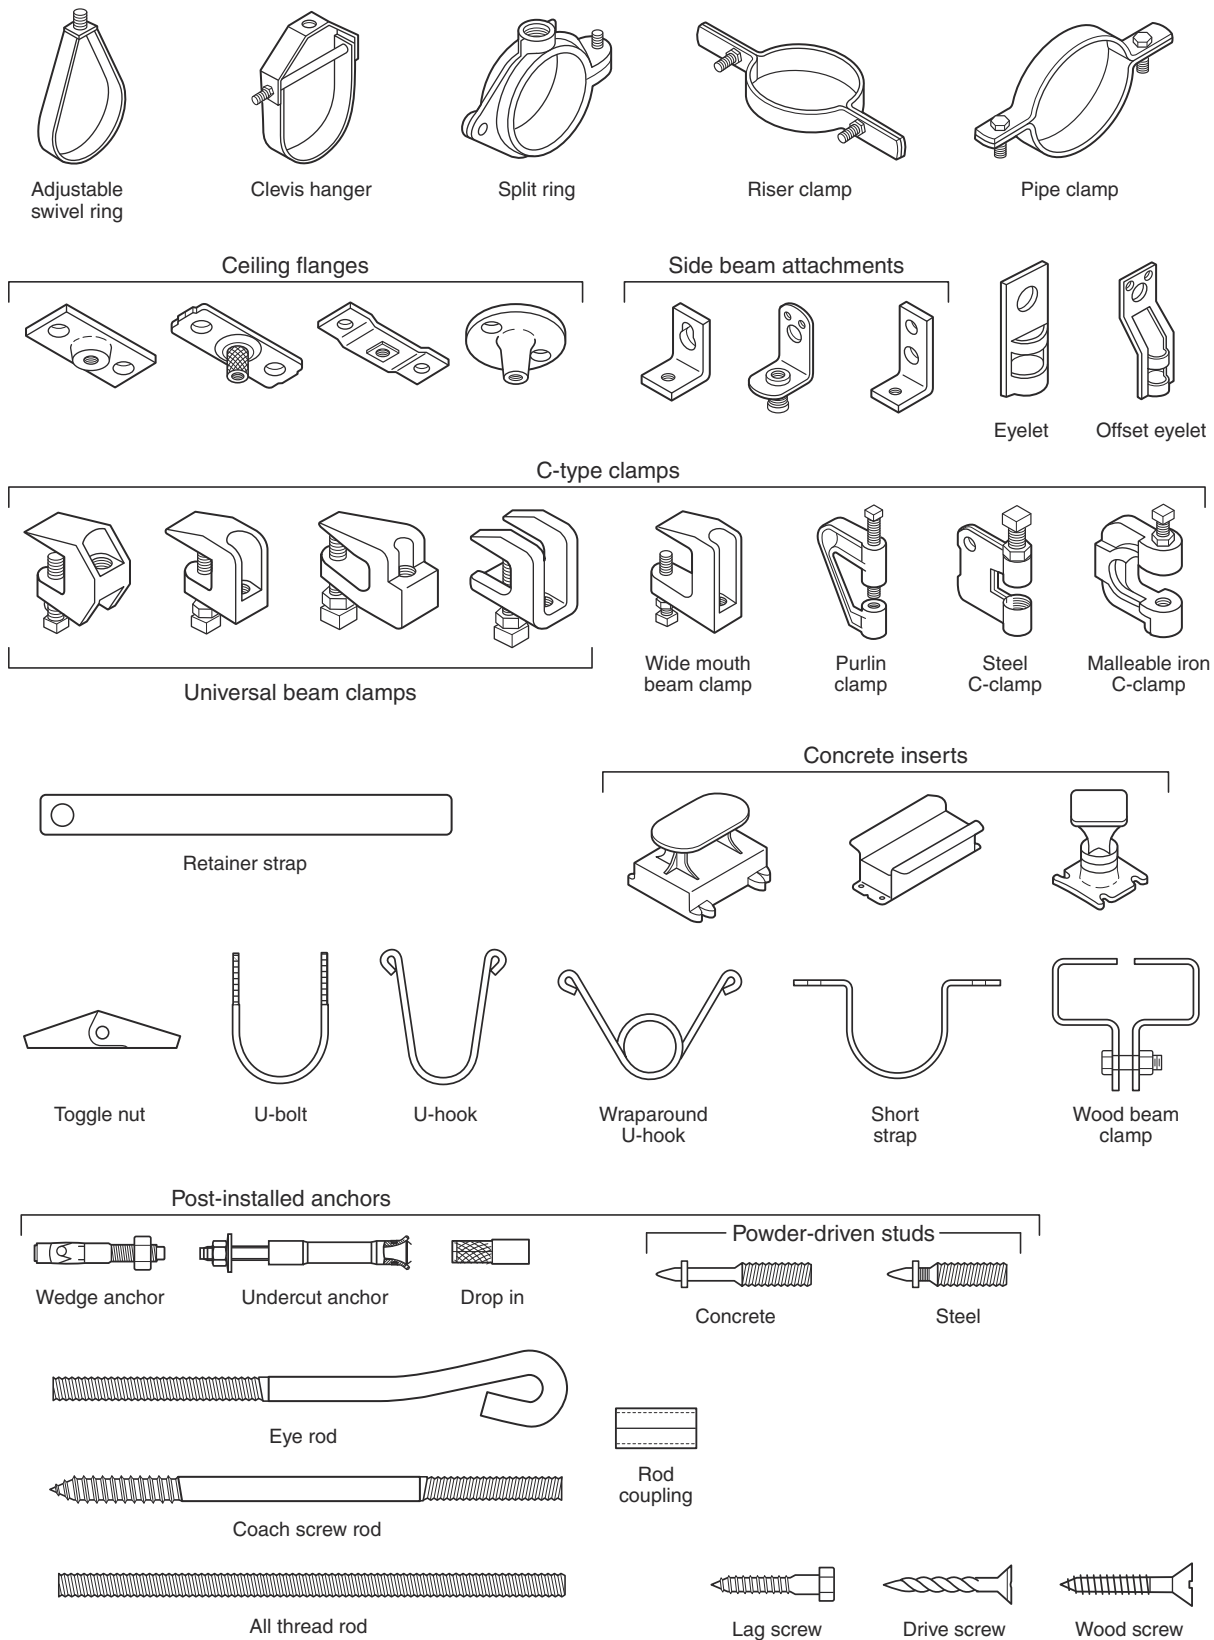 Adjustable
swivel ring
Clevis hanger
Split ring
Riser clamp
Pipe clamp
Ceiling flanges
Side beam attachments
Eyelet
Offset eyelet
C-type clamps
Universal beam clamps
Wide mouth
beam clamp
Purlin
clamp
Steel
C-clamp
Malleable iron
C-clamp
Concrete inserts
Retainer strap
Toggle nut
U-bolt
U-hook
Wraparound
U-hook
Short
strap
Wood beam
clamp
Post-installed anchors
Powder-driven studs
Wedge anchor
Undercut anchor
Drop in
Concrete
Steel
Eye rod
Rod
coupling
Coach screw rod
All thread rod
Lag screw
Drive screw
Wood screw